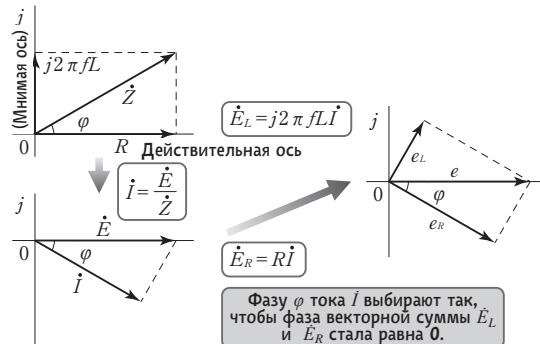 j
(Мнимая ось)
j2πfL
Ż
φ
0
R
Действительная ось
İ = Ė / Ż
Ė_L = j2πfLİ
j
e_L
e
0
φ
e_R
j
Ė
0
φ
İ
Ė_R = Rİ
Фазу φ тока İ выбирают так,
чтобы фаза векторной суммы Ė_L
и Ė_R стала равна 0.